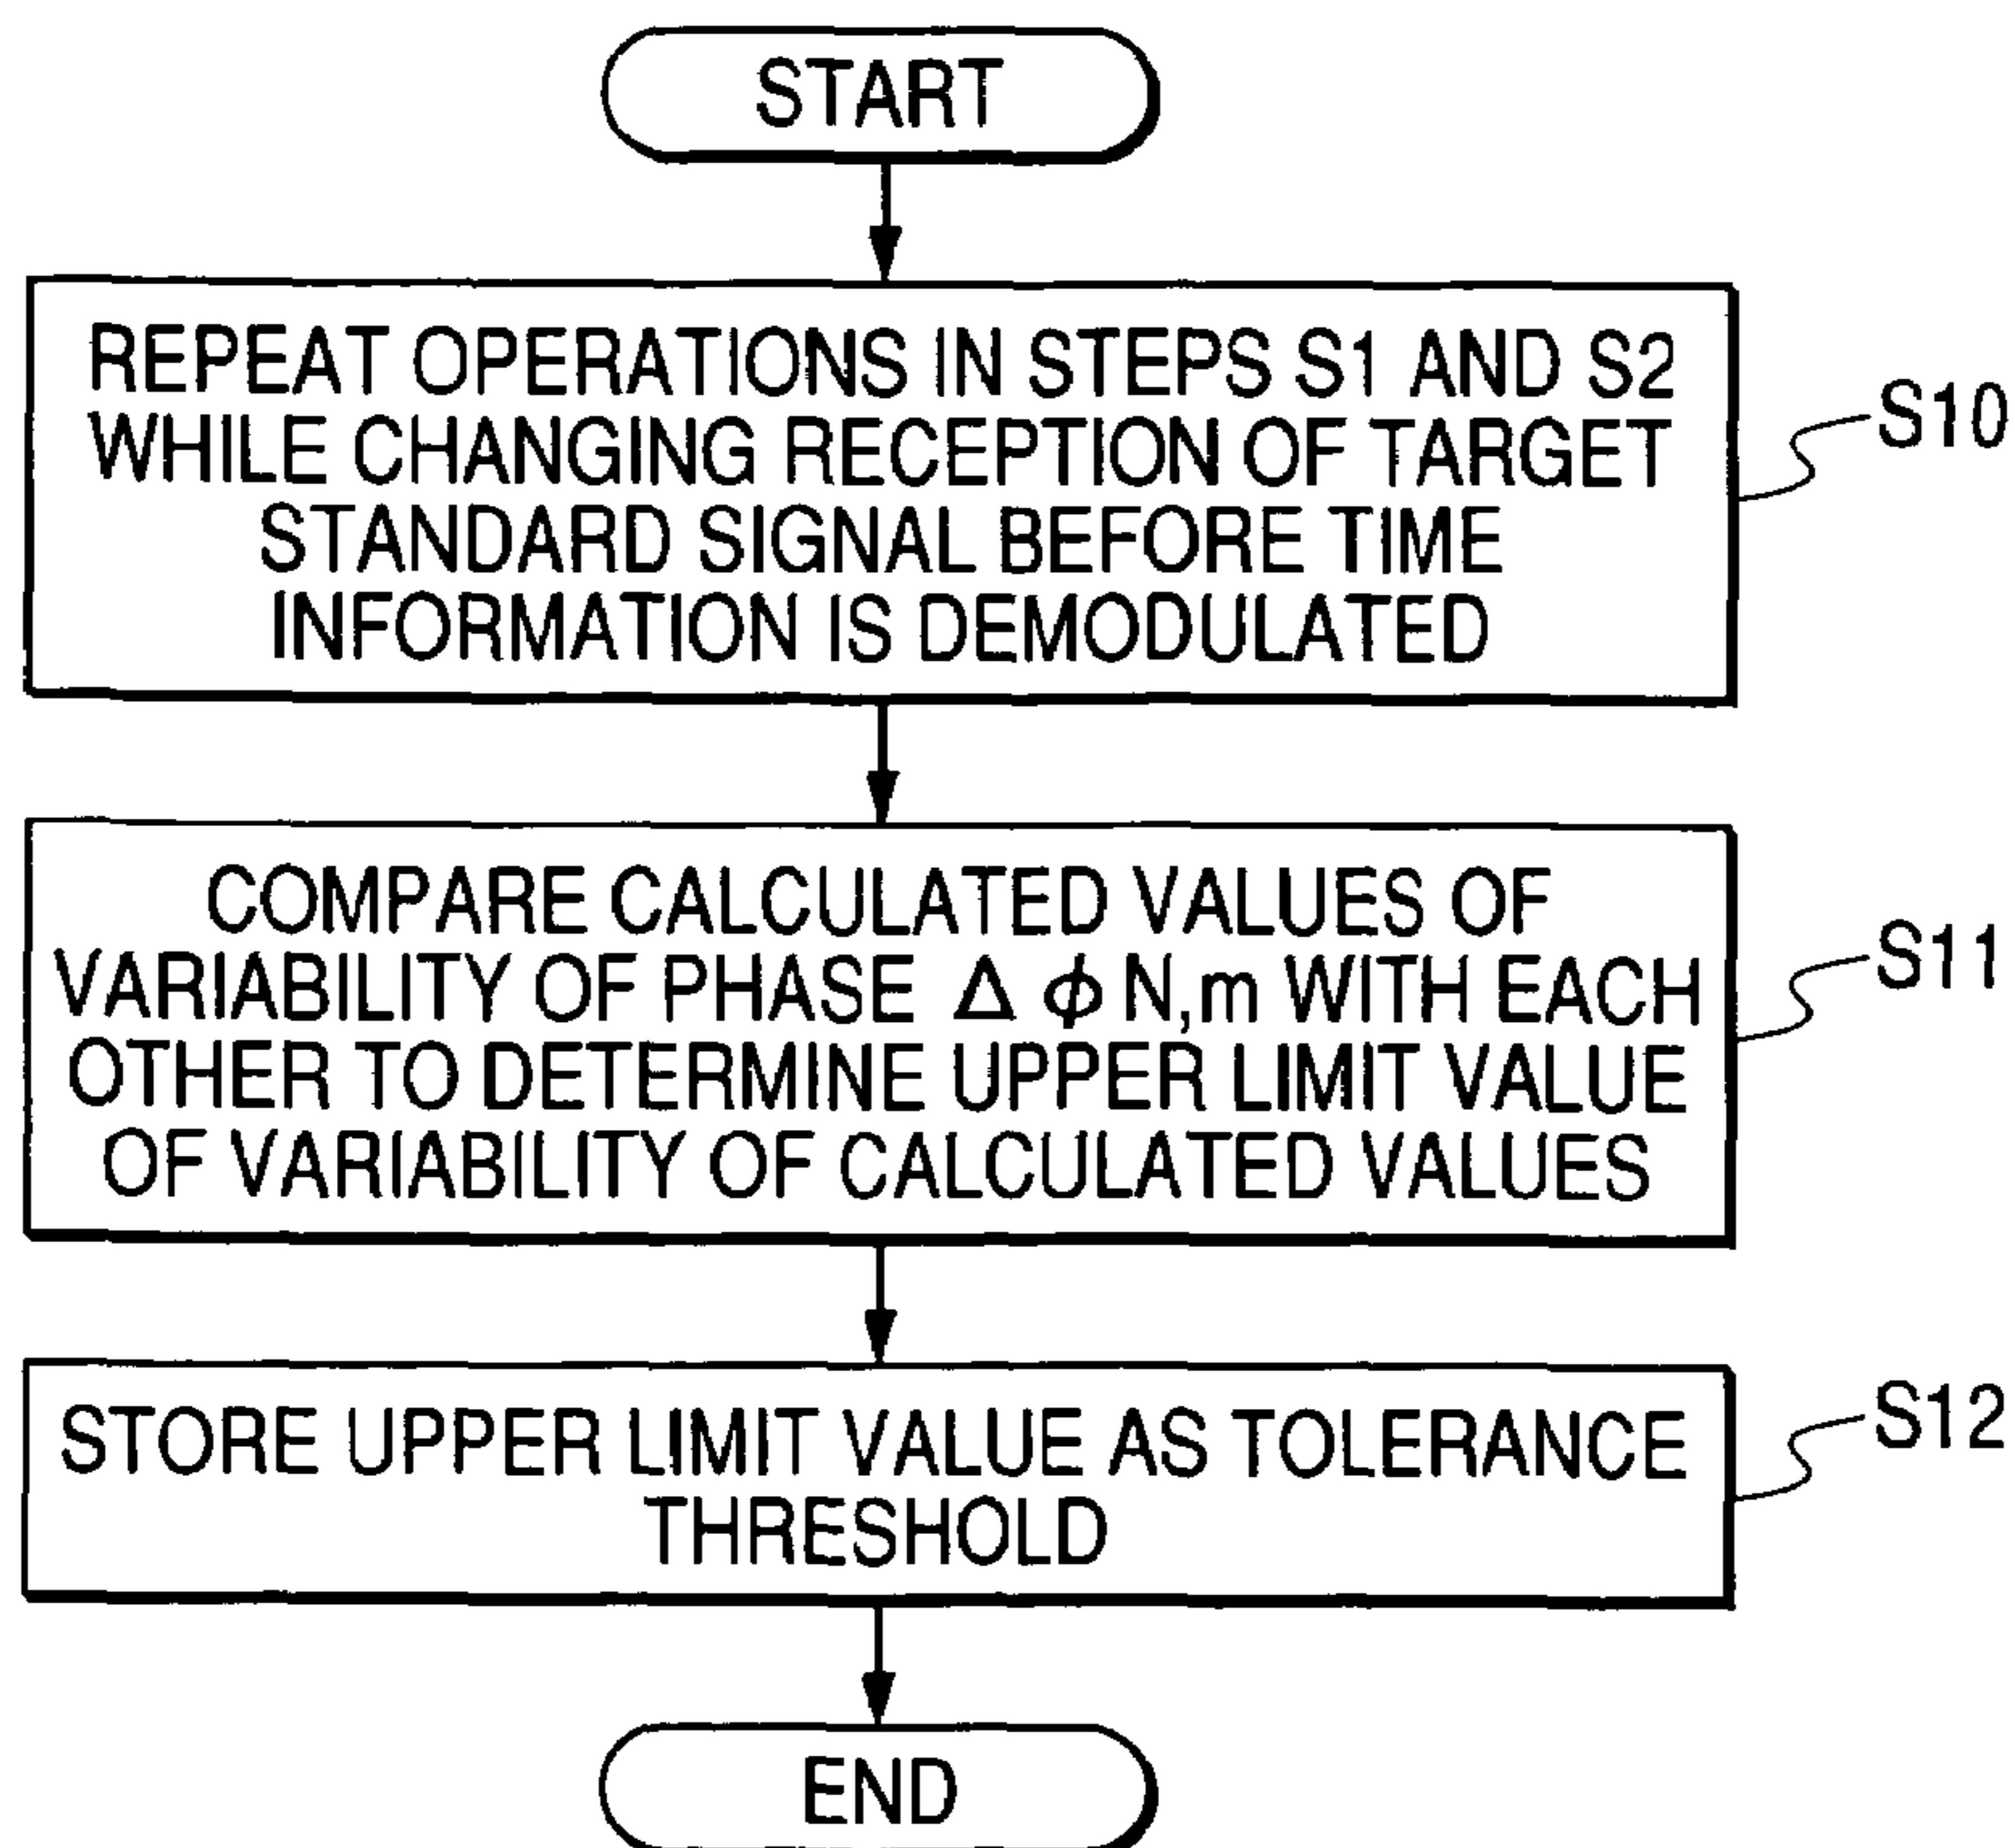 START
REPEAT OPERATIONS IN STEPS S1 AND S2
WHILE CHANGING RECEPTION OF TARGET
STANDARD SIGNAL BEFORE TIME
INFORMATION IS DEMODULATED
S10
COMPARE CALCULATED VALUES OF
VARIABILITY OF PHASE Δ ϕ N,m WITH EACH
OTHER TO DETERMINE UPPER LIMIT VALUE
OF VARIABILITY OF CALCULATED VALUES
S11
STORE UPPER LIMIT VALUE AS TOLERANCE
THRESHOLD
S12
END